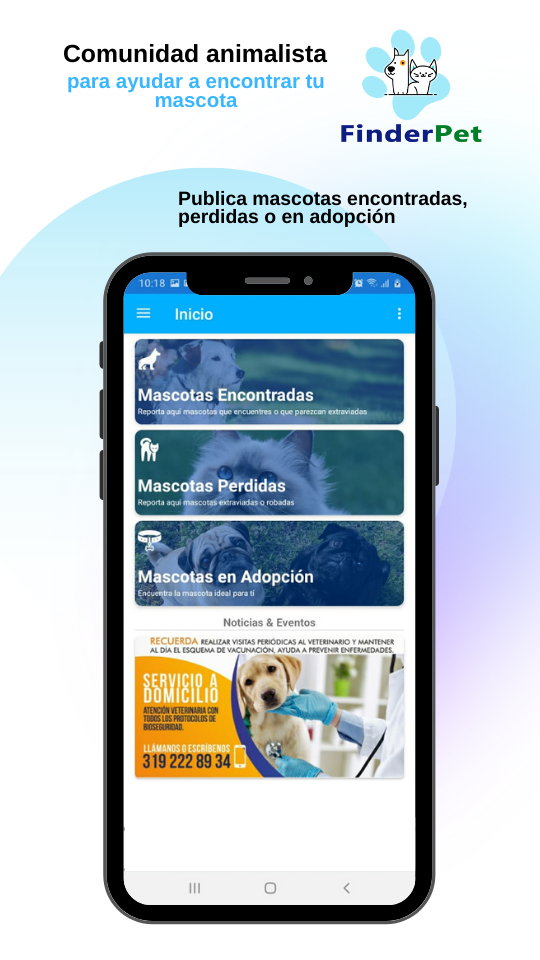 Comunidad animalista
para ayudar a encontrar tu
mascota
FinderPet
Publica mascotas encontradas,
perdidas o en adopción
10:18
Inicio
Mascotas Encontradas
Reporta aquí mascotas que encuentres o que parezcan extraviadas
Mascotas Perdidas
Reporta aquí mascotas extraviadas o robadas
Mascotas en Adopción
Encuentra la mascota ideal para tí
Noticias & Eventos
RECUERDA REALIZAR VISITAS PERIÓDICAS AL VETERINARIO Y MANTENER
AL DÍA EL ESQUEMA DE VACUNACIÓN, AYUDA A PREVENIR ENFERMEDADES.
SERVICIO A
DOMICILIO
ATENCIÓN VETERINARIA CON
TODOS LOS PROTOCOLOS DE
BIOSEGURIDAD.
LLÁMANOS O ESCRÍBENOS
319 222 89 34